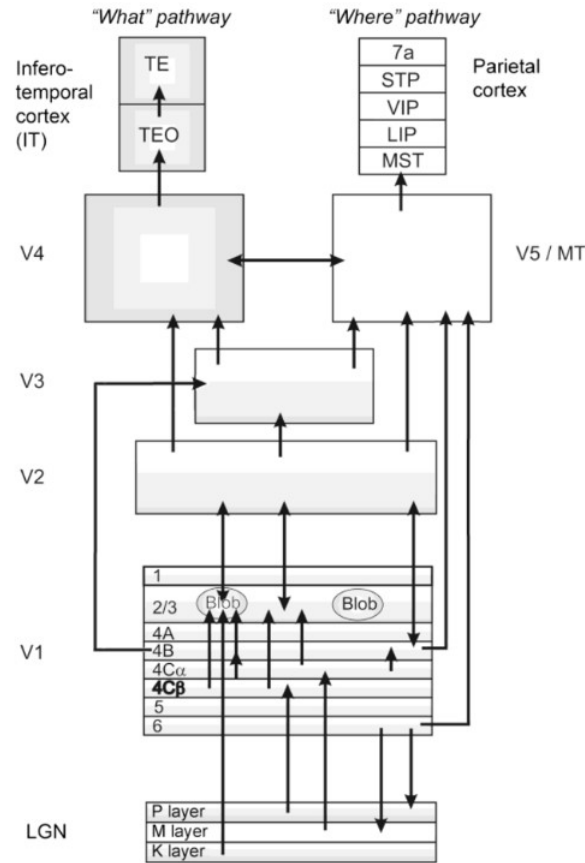 “What” pathway
“Where” pathway
Infero-
temporal
cortex
(IT)
TE
TEO
7a
STP
VIP
LIP
MST
Parietal
cortex
V4
V5 / MT
V3
V2
V1
1
2/3
Blob
Blob
4A
4B
4Cα
4Cβ
5
6
LGN
P layer
M layer
K layer